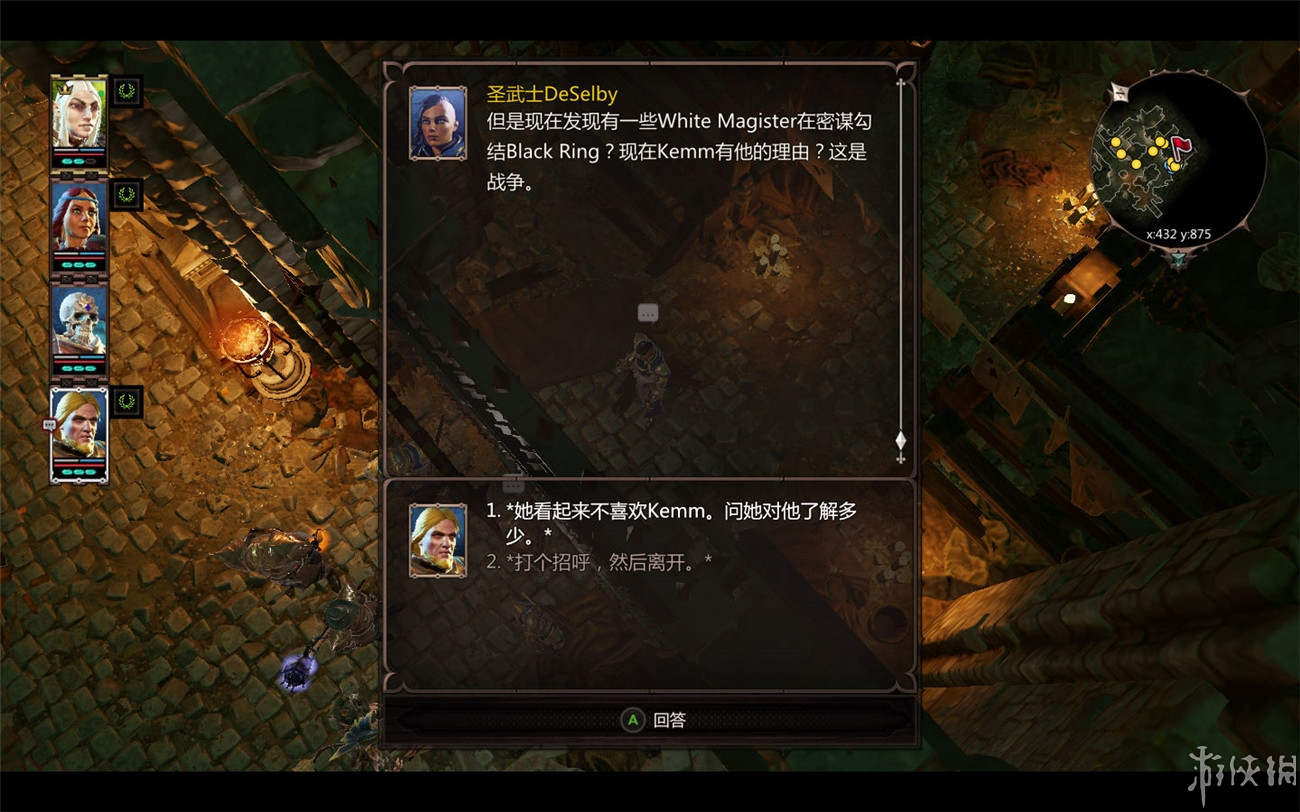 圣武士DeSelby
但是现在发现有一些White Magister在密谋勾
结Black Ring？现在Kemm有他的理由？这是
战争。
x:432 y:875
1. *她看起来不喜欢Kemm。问她对他了解多
少。*
2. *打个招呼，然后离开。*
A 回答
游侠网